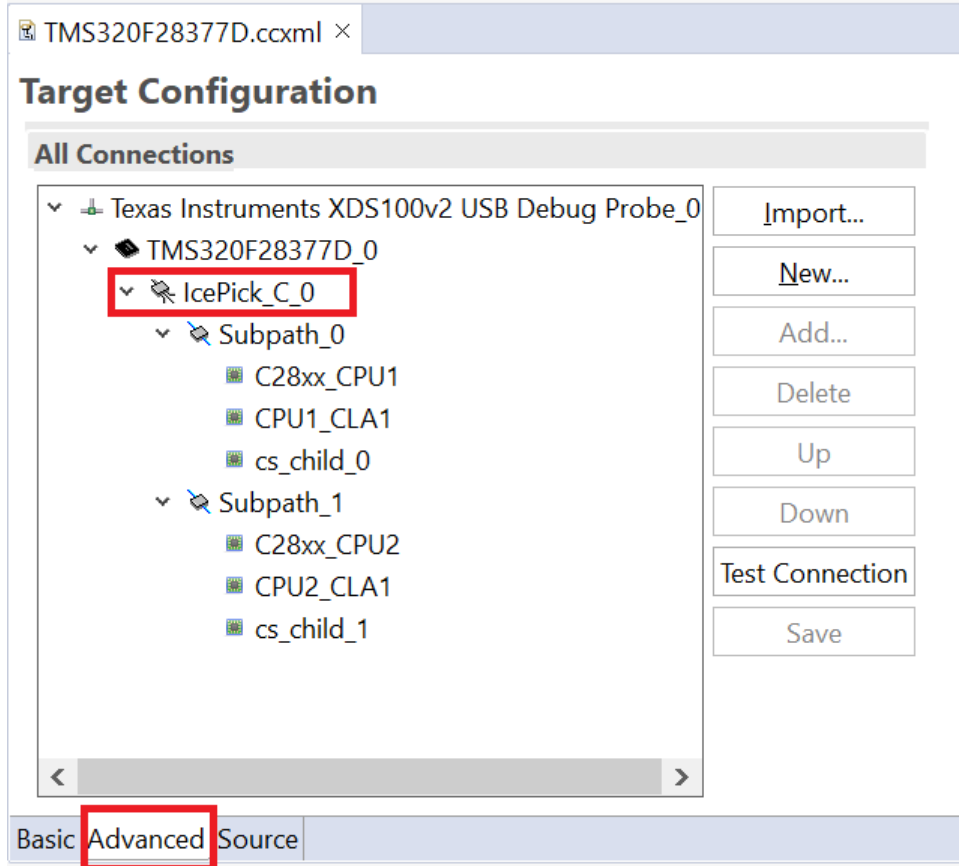 TMS320F28377D.ccxml
Target Configuration
All Connections
Texas Instruments XDS100v2 USB Debug Probe_0
TMS320F28377D_0
IcePick_C_0
Subpath_0
C28xx_CPU1
CPU1_CLA1
cs_child_0
Subpath_1
C28xx_CPU2
CPU2_CLA1
cs_child_1
Import...
New...
Add...
Delete
Up
Down
Test Connection
Save
Basic Advanced Source